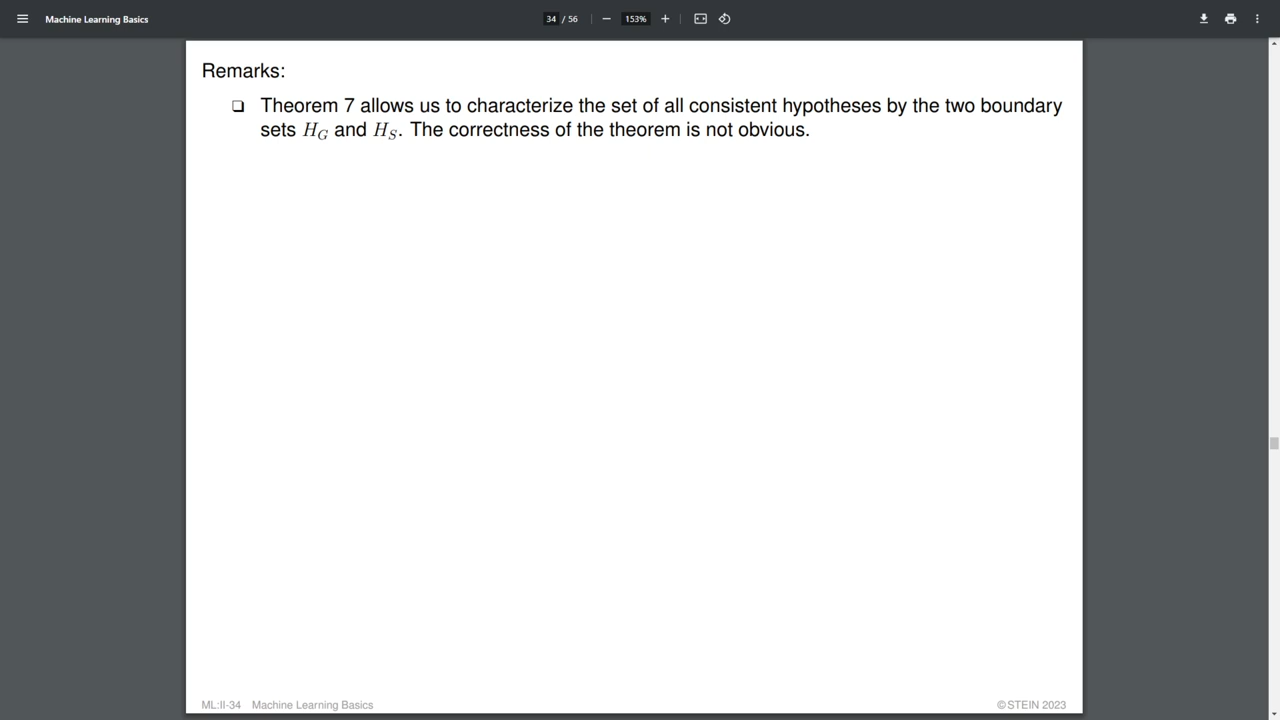 Machine Learning Basics
34 / 56
153%
Remarks:
❑ Theorem 7 allows us to characterize the set of all consistent hypotheses by the two boundary
sets H_G and H_S. The correctness of the theorem is not obvious.
ML:II-34 Machine Learning Basics
©STEIN 2023